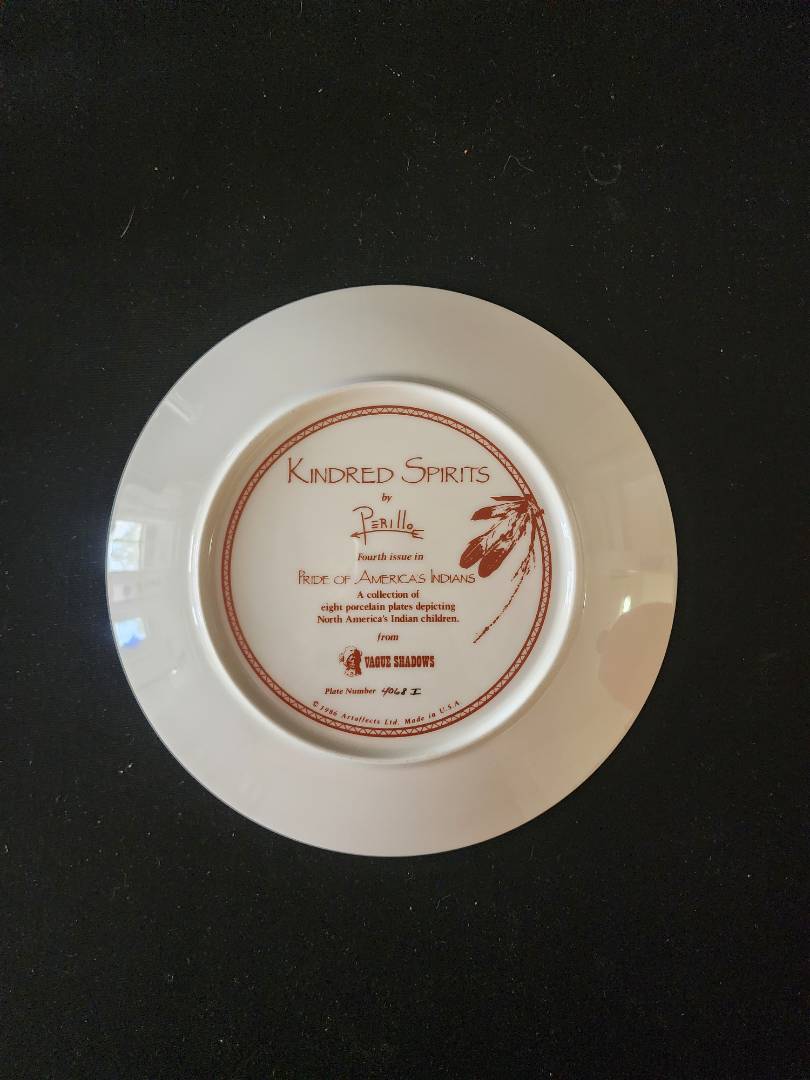 KINDRED SPIRITS
by
PERILLO
Fourth issue in
PRIDE OF AMERICA'S INDIANS
A collection of
eight porcelain plates depicting
North America's Indian children.
from
VAGUE SHADOWS
Plate Number 4068 I
© 1986 Artaffects Ltd. Made in U.S.A